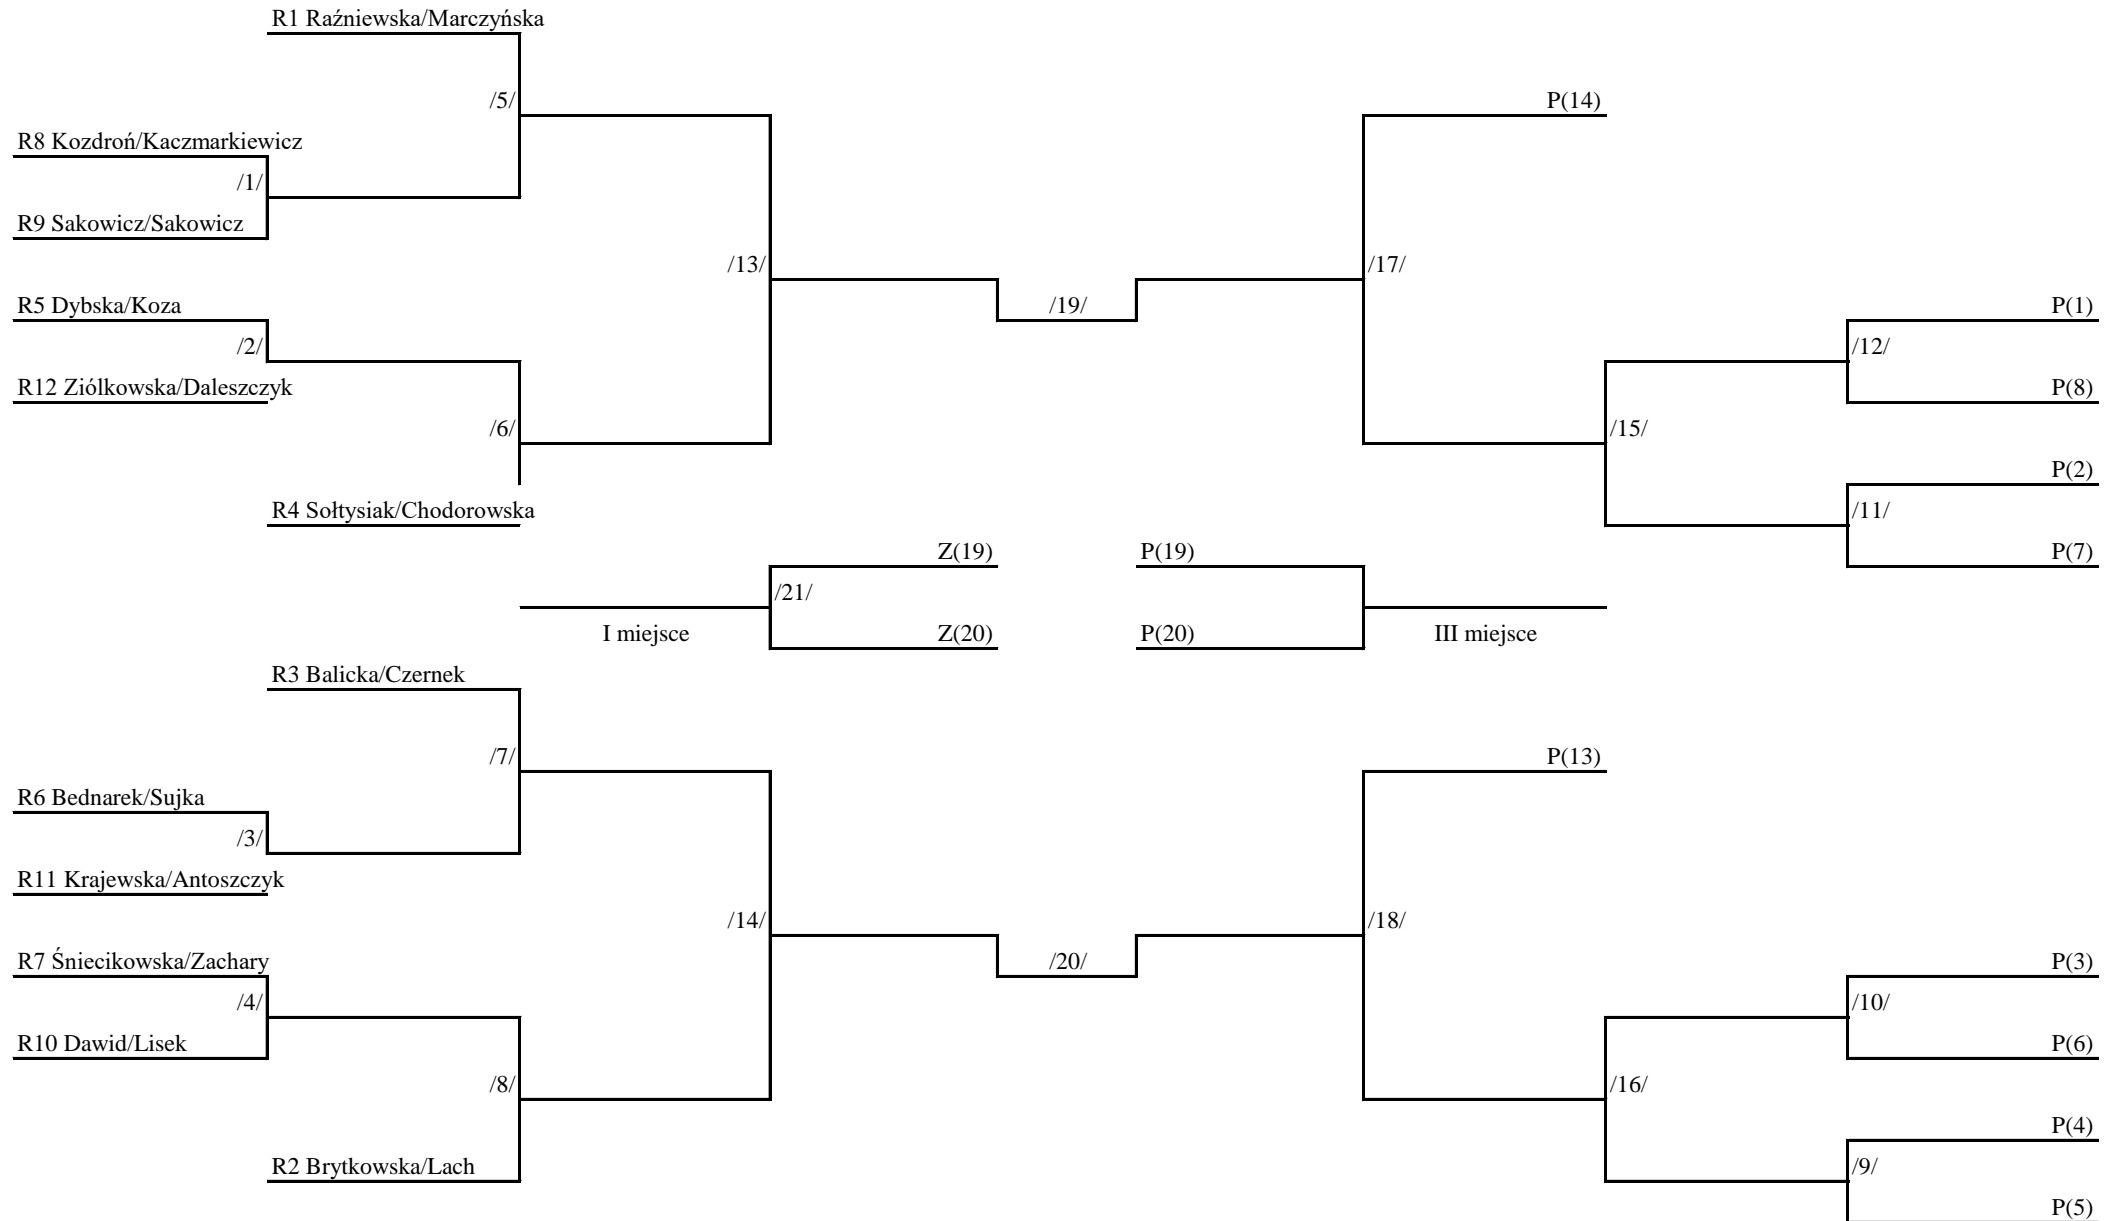 R1 Raźniewska/Marczyńska
/5/
P(14)
R8 Kozdroń/Kaczmarkiewicz
/1/
R9 Sakowicz/Sakowicz
/13/
/17/
R5 Dybska/Koza
/19/
P(1)
/2/
/12/
R12 Ziólkowska/Daleszczyk
P(8)
/6/
/15/
P(2)
R4 Sołtysiak/Chodorowska
/11/
Z(19)
P(19)
P(7)
/21/
I miejsce
Z(20)
P(20)
III miejsce
R3 Balicka/Czernek
/7/
P(13)
R6 Bednarek/Sujka
/3/
R11 Krajewska/Antoszczyk
/14/
/18/
R7 Śniecikowska/Zachary
/20/
P(3)
/4/
/10/
R10 Dawid/Lisek
P(6)
/8/
/16/
P(4)
R2 Brytkowska/Lach
/9/
P(5)